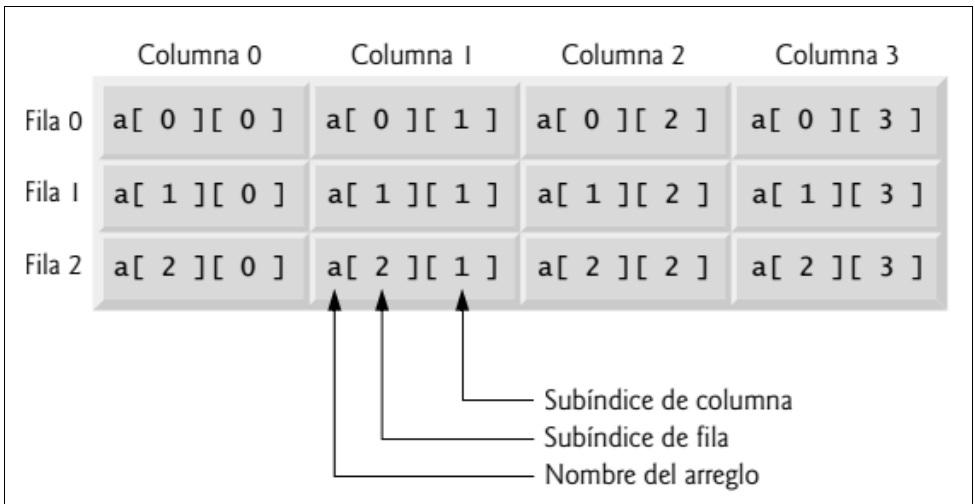 Columna 0 Columna 1 Columna 2 Columna 3
Fila 0 a[ 0 ][ 0 ] a[ 0 ][ 1 ] a[ 0 ][ 2 ] a[ 0 ][ 3 ]
Fila 1 a[ 1 ][ 0 ] a[ 1 ][ 1 ] a[ 1 ][ 2 ] a[ 1 ][ 3 ]
Fila 2 a[ 2 ][ 0 ] a[ 2 ][ 1 ] a[ 2 ][ 2 ] a[ 2 ][ 3 ]
Subíndice de columna
Subíndice de fila
Nombre del arreglo